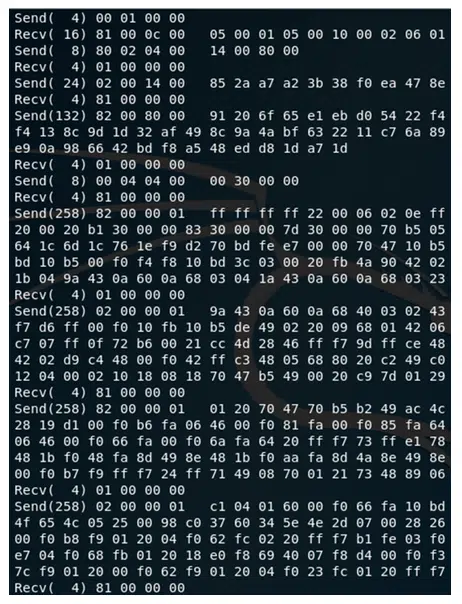 Send(  4) 00 01 00 00
Recv( 16) 81 00 0c 00   05 00 01 05 00 10 00 02 06 01
Send(  8) 80 02 04 00   14 00 80 00
Recv(  4) 01 00 00 00
Send( 24) 02 00 14 00   85 2a a7 a2 3b 38 f0 ea 47 8e
Recv(  4) 81 00 00 00
Send(132) 82 00 80 00   91 20 6f 65 e1 eb d0 54 22 f4
f4 13 8c 9d 1d 32 af 49 8c 9a 4a bf 63 22 11 c7 6a 89
e9 0a 98 66 42 bd f8 a5 48 ed d8 1d a7 1d
Recv(  4) 01 00 00 00
Send(  8) 00 04 04 00   00 30 00 00
Recv(  4) 81 00 00 00
Send(258) 82 00 00 01   ff ff ff ff 22 00 06 02 0e ff
20 00 20 b1 30 00 00 83 30 00 00 7d 30 00 00 70 b5 05
64 1c 6d 1c 76 1e f9 d2 70 bd fe e7 00 00 70 47 10 b5
bd 10 b5 00 f0 f4 f8 10 bd 3c 03 00 20 fb 4a 90 42 02
1b 04 9a 43 0a 60 0a 68 03 04 1a 43 0a 60 0a 68 03 23
Recv(  4) 01 00 00 00
Send(258) 02 00 00 01   9a 43 0a 60 0a 68 40 03 02 43
f7 d6 ff 00 f0 10 fb 10 b5 de 49 02 20 09 68 01 42 06
c7 07 ff 0f 72 b6 00 21 cc 4d 28 46 ff f7 9d ff ce 48
42 02 d9 c4 48 00 f0 42 ff c3 48 05 68 80 20 c2 49 c0
12 04 00 02 10 18 08 18 70 47 b5 49 00 20 c9 7d 01 29
Recv(  4) 81 00 00 00
Send(258) 82 00 00 01   01 20 70 47 70 b5 b2 49 ac 4c
28 19 d1 00 f0 b6 fa 06 46 00 f0 81 fa 00 f0 85 fa 64
06 46 00 f0 66 fa 00 f0 6a fa 64 20 ff f7 73 ff e1 78
48 1b f0 48 fa 8d 49 8e 48 1b f0 aa fa 8d 4a 8e 49 8e
00 f0 b7 f9 ff f7 24 ff 71 49 08 70 01 21 73 48 89 06
Recv(  4) 01 00 00 00
Send(258) 02 00 00 01   c1 04 01 60 00 f0 66 fa 10 bd
4f 65 4c 05 25 00 98 c0 37 60 34 5e 4e 2d 07 00 28 26
00 f0 b8 f9 01 20 04 f0 62 fc 02 20 ff f7 b1 fe 03 f0
e7 04 f0 68 fb 01 20 18 e0 f8 69 40 07 f8 d4 00 f0 f3
7c f9 01 20 00 f0 62 f9 01 20 04 f0 23 fc 01 20 ff f7
Recv(  4) 81 00 00 00